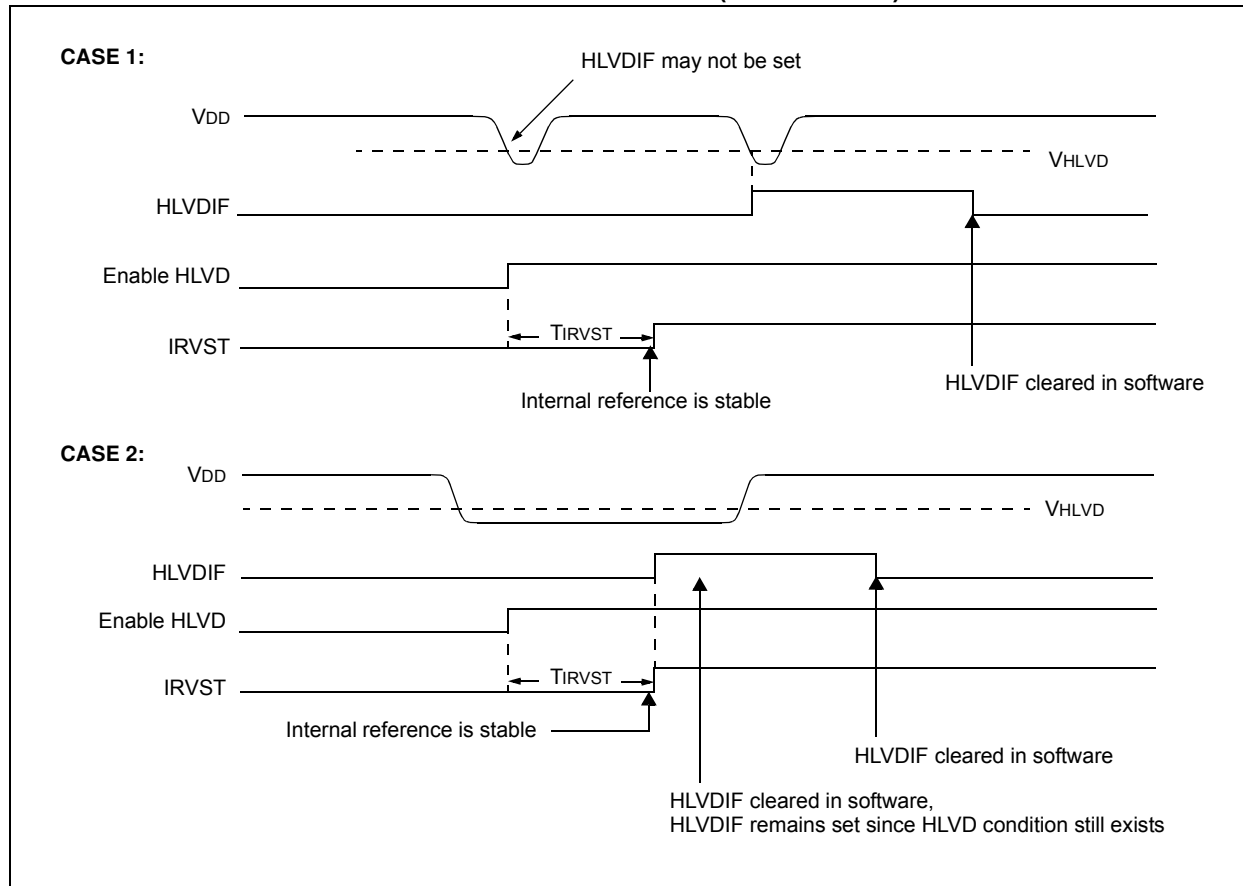 CASE 1:
HLVDIF may not be set
VDD
VHLVD
HLVDIF
Enable HLVD
TIRVST
IRVST
HLVDIF cleared in software
Internal reference is stable
CASE 2:
VDD
VHLVD
HLVDIF
Enable HLVD
TIRVST
IRVST
Internal reference is stable
HLVDIF cleared in software
HLVDIF cleared in software,
HLVDIF remains set since HLVD condition still exists